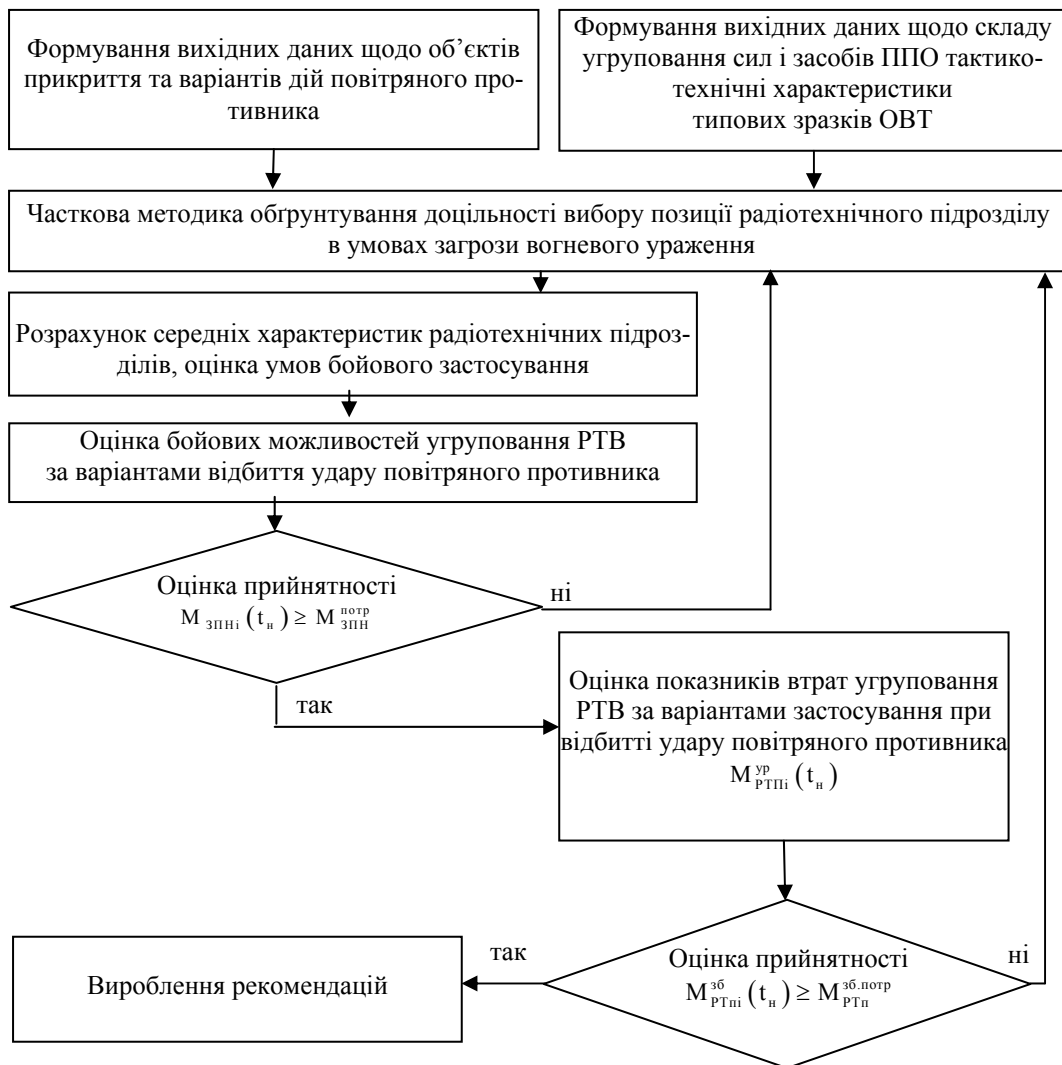 Формування вихідних даних щодо об’єктів
прикриття та варіантів дій повітряного про-
тивника
Формування вихідних даних щодо складу
угруповання сил і засобів ППО тактико-
технічні характеристики
типових зразків ОВТ
Часткова методика обґрунтування доцільності вибору позиції радіотехнічного підрозділу
в умовах загрози вогневого ураження
Розрахунок середніх характеристик радіотехнічних підроз-
ділів, оцінка умов бойового застосування
Оцінка бойових можливостей угруповання РТВ
за варіантами відбиття удару повітряного противника
Оцінка прийнятності
M ЗПНі (tн) ≥ M ЗПН потр
ні
так
Оцінка показників втрат угруповання
РТВ за варіантами застосування при
відбитті удару повітряного противника
M РТПі ур (tн)
Оцінка прийнятності
M РТпі зб (tн) ≥ M РТп зб.потр
так
ні
Вироблення рекомендацій